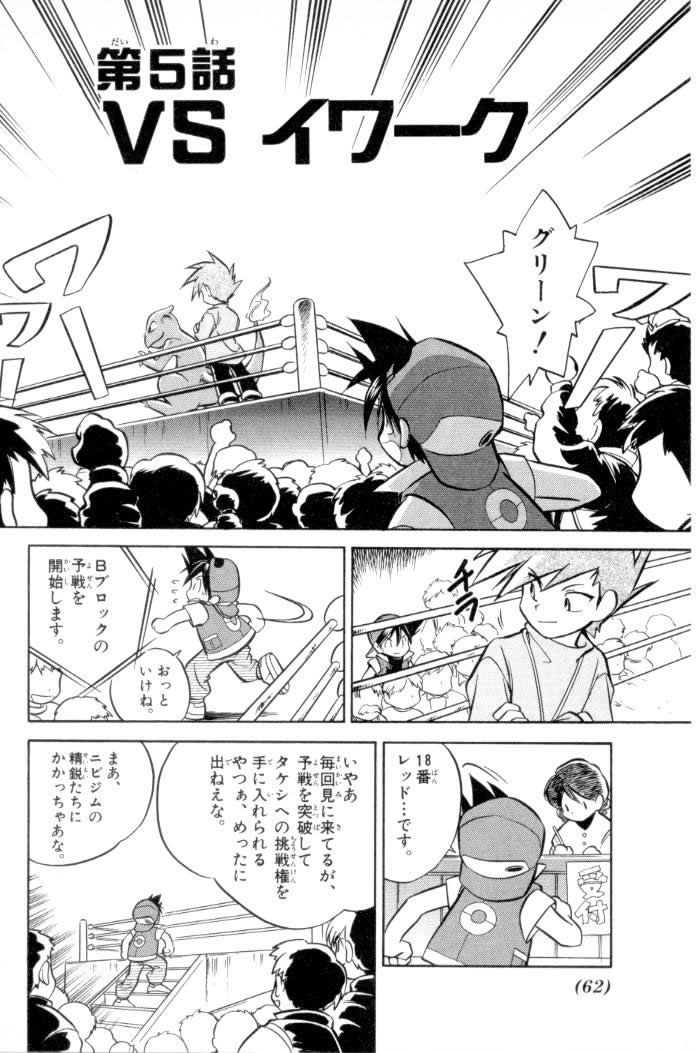 第5話
VS イワーク
グリーン!
ワアー
ワアー
ワアー
チラ
Bブロックの
予戦を
開始します。
おっと
いけね。
18番
レッド…です。
受付
いやあ
毎回見に来てるが、
予戦を突破して
タケシへの挑戦権を
手に入れられる
やつぁ、めったに
出ねえな。
まあ、
ニビジムの
精鋭たちに
かかっちゃあな。
(62)